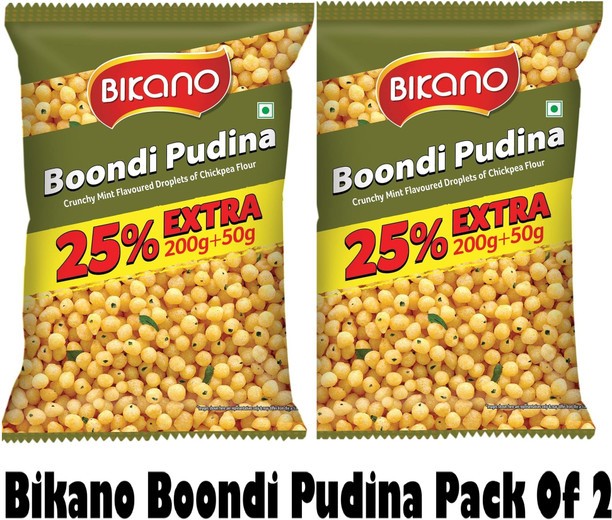 BIKANO
Boondi Pudina
Crunchy Mint Flavoured Droplets of Chickpea Flour
25% EXTRA
200g+50g
BIKANO
Boondi Pudina
Crunchy Mint Flavoured Droplets of Chickpea Flour
25% EXTRA
200g+50g
Bikano Boondi Pudina Pack Of 2